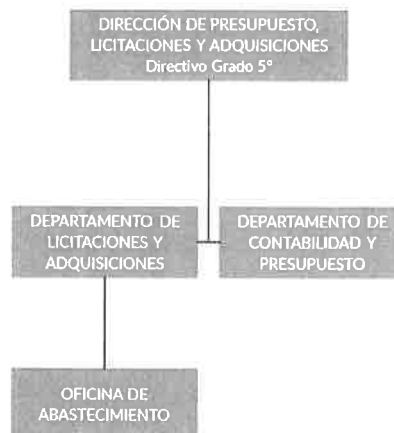 DIRECCIÓN DE PRESUPUESTO,
LICITACIONES Y ADQUISICIONES
Directivo Grado 5°
DEPARTAMENTO DE
LICITACIONES Y
ADQUISICIONES
DEPARTAMENTO DE
CONTABILIDAD Y
PRESUPUESTO
OFICINA DE
ABASTECIMIENTO